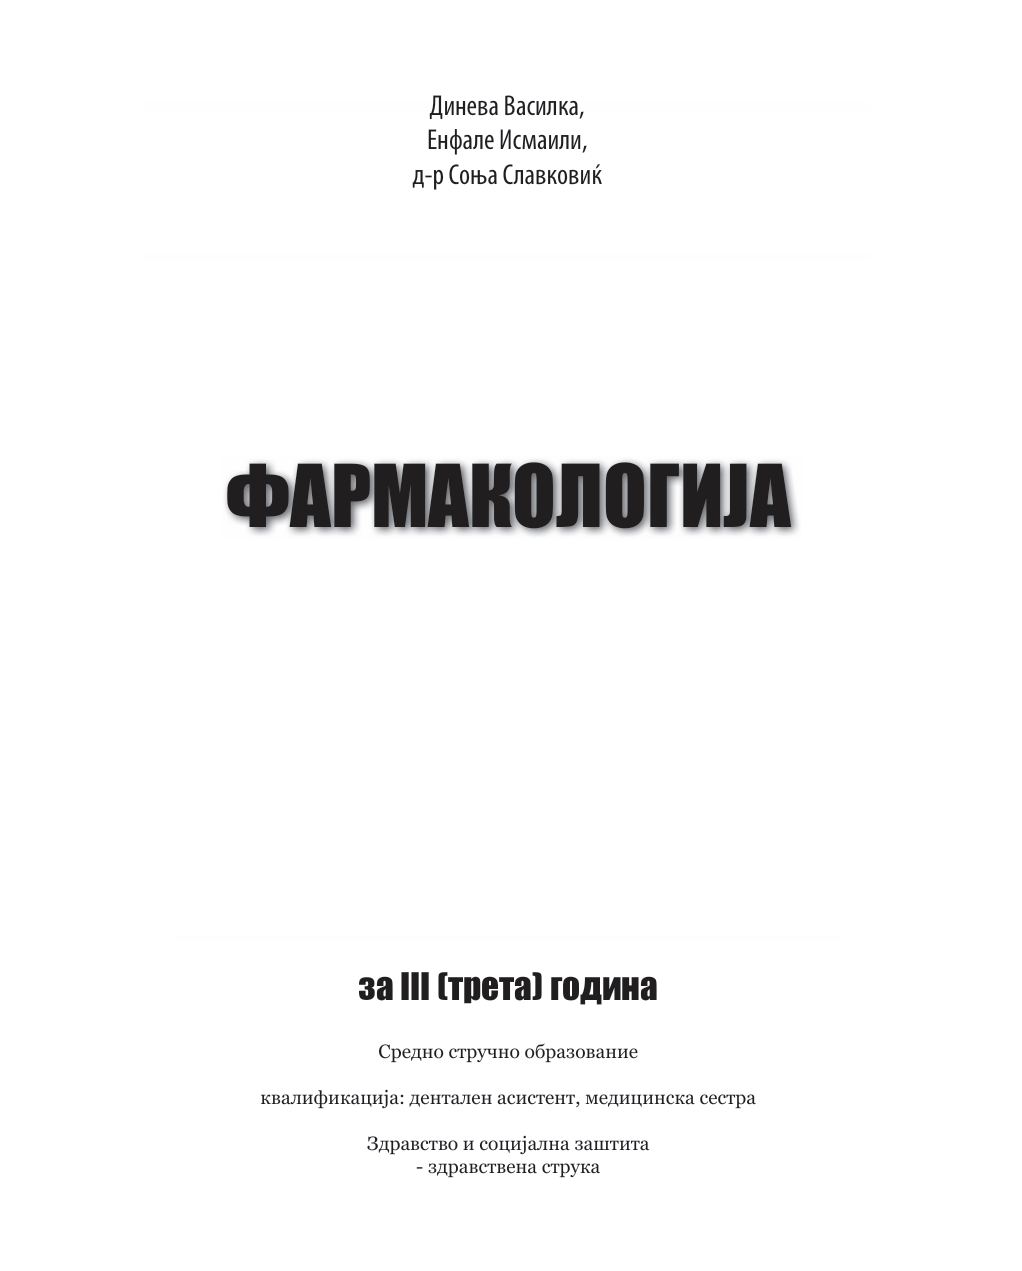 Динева Василка,
Енфале Исмаили,
д-р Соња Славковиќ
ФАРМАКОЛОГИЈА
за III (трета) година
Средно стручно образование
квалификација: дентален асистент, медицинска сестра
Здравство и социјална заштита
- здравствена струка